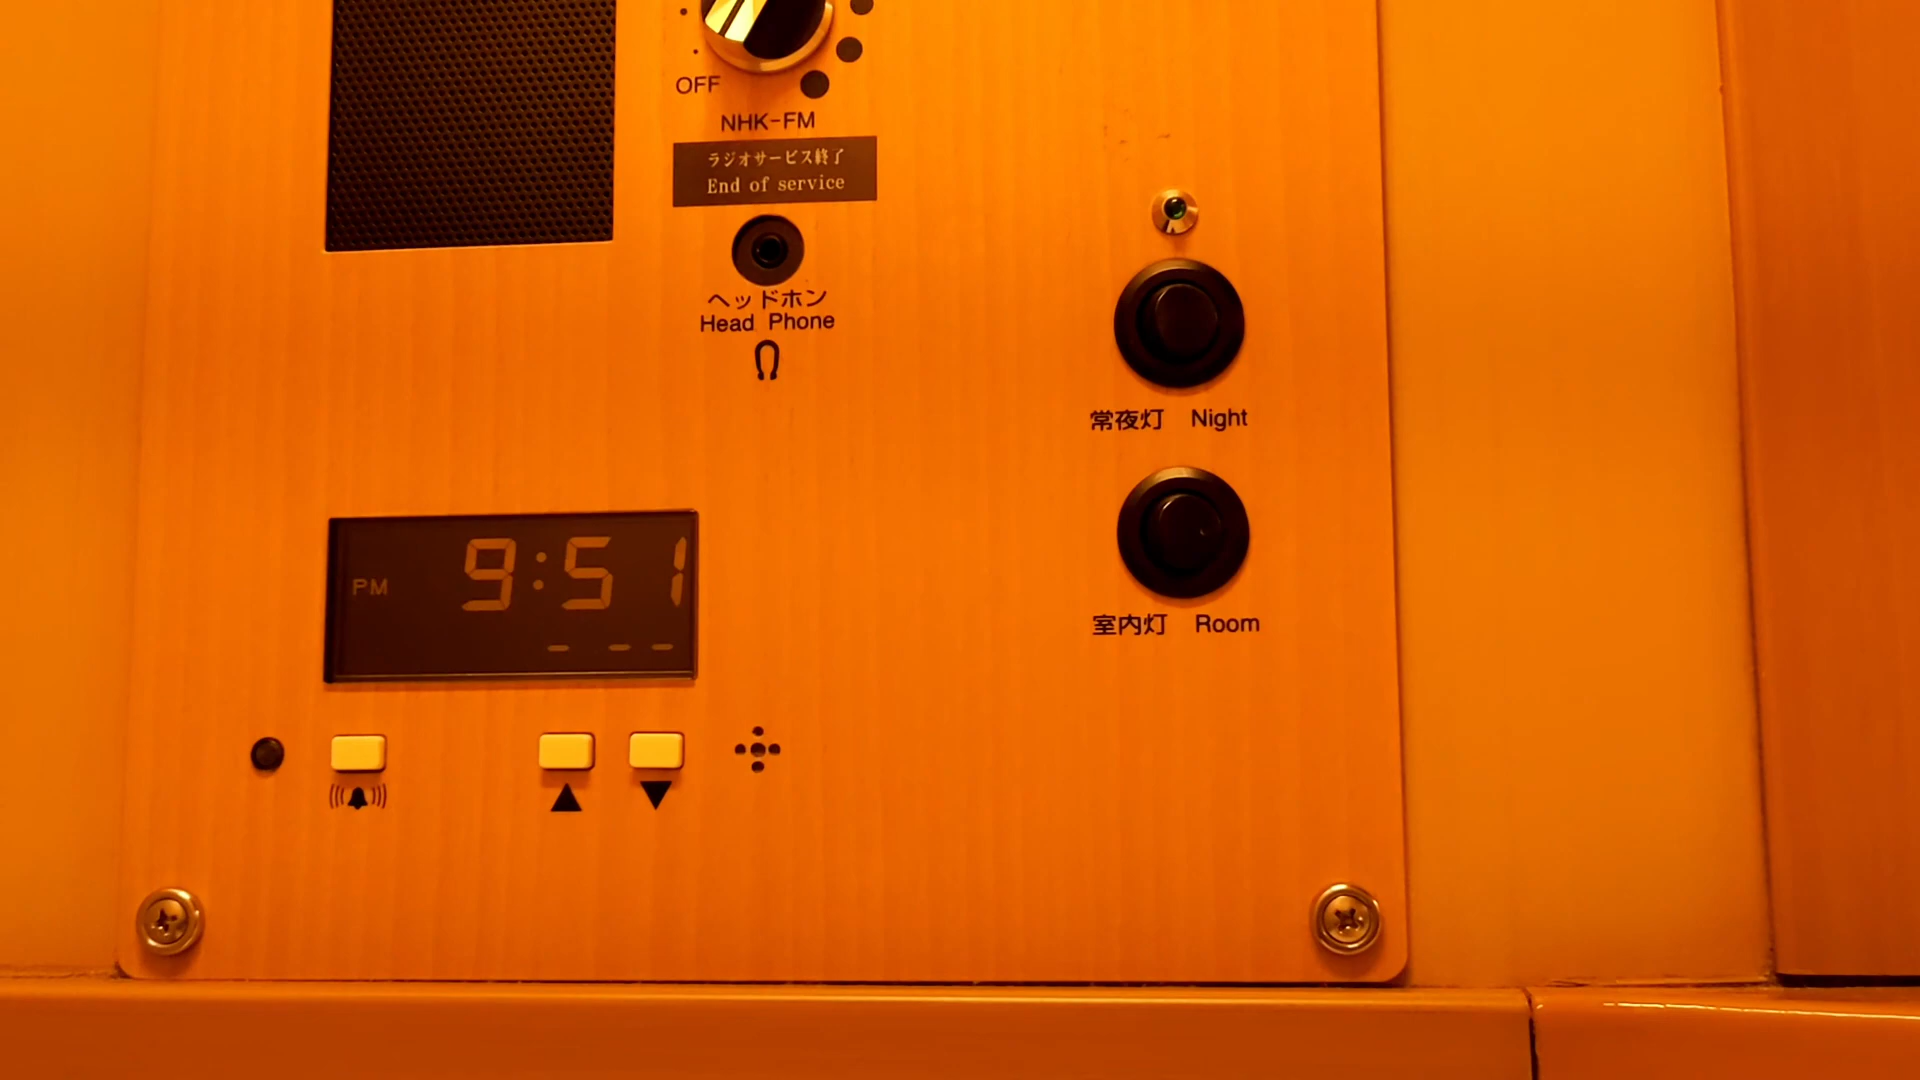 OFF
NHK-FM
ラジオサービス終了
End of service
ヘッドホン
Head Phone
常夜灯 Night
室内灯 Room
PM 9:51
- - -